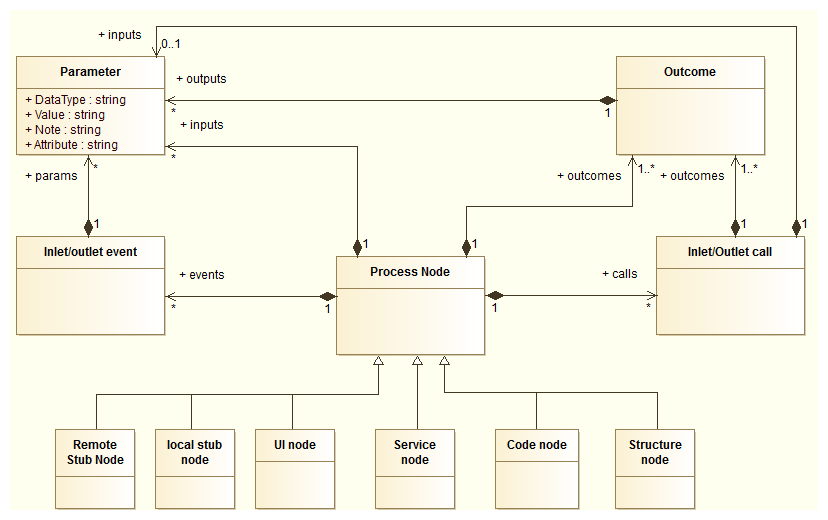 + inputs
0..1
Parameter
+ DataType : string
+ Value : string
+ Note : string
+ Attribute : string
+ outputs
*
1
Outcome
+ inputs
*
+ params
*
1
+ outcomes
1..*
+ outcomes
1..*
1
1
1
1
Inlet/outlet event
Process Node
Inlet/Outlet call
+ events
*
1
+ calls
1
*
Remote
Stub Node
local stub
node
UI node
Service
node
Code node
Structure
node